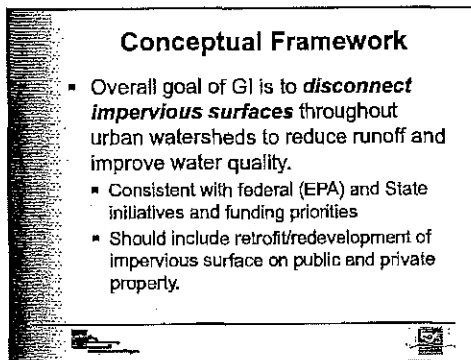 Conceptual Framework
▪ Overall goal of GI is to disconnect
impervious surfaces throughout
urban watersheds to reduce runoff and
improve water quality.
▪ Consistent with federal (EPA) and State
initiatives and funding priorities
▪ Should include retrofit/redevelopment of
impervious surface on public and private
property.